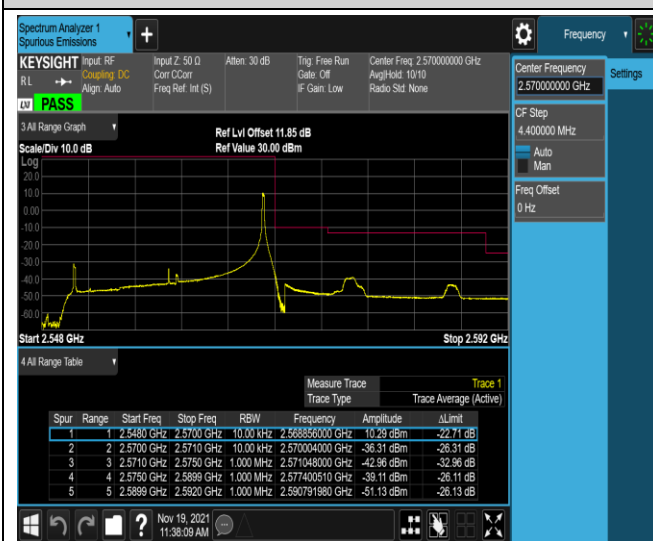 Spectrum Analyzer 1
Spurious Emissions
Frequency
KEYSIGHT Input: RF Input Z: 50 Ω Atten: 30 dB Trig: Free Run Center Freq: 2.570000000 GHz
RL Coupling: DC Corr CCorr Gate: Off Avg|Hold: 10/10
Align: Auto Freq Ref: Int (S) IF Gain: Low Radio Std: None
PASS
Center Frequency
2.570000000 GHz
Settings
CF Step
4.400000 MHz
Auto
Man
Freq Offset
0 Hz
3 All Range Graph
Ref Lvl Offset 11.85 dB
Scale/Div 10.0 dB Ref Value 30.00 dBm
Log
20.0
10.0
0.00
-10.0
-20.0
-30.0
-40.0
-50.0
-60.0
Start 2.548 GHz Stop 2.592 GHz
4 All Range Table
Measure Trace Trace 1
Trace Type Trace Average (Active)
Spur Range Start Freq Stop Freq RBW Frequency Amplitude ΔLimit
1 1 2.5480 GHz 2.5700 GHz 10.00 kHz 2.568856000 GHz 10.29 dBm -22.71 dB
2 2 2.5700 GHz 2.5710 GHz 10.00 kHz 2.570004000 GHz -36.31 dBm -26.31 dB
3 3 2.5710 GHz 2.5750 GHz 1.000 MHz 2.571048000 GHz -42.96 dBm -32.96 dB
4 4 2.5750 GHz 2.5899 GHz 1.000 MHz 2.577400510 GHz -39.11 dBm -26.11 dB
5 5 2.5899 GHz 2.5920 GHz 1.000 MHz 2.590791980 GHz -51.13 dBm -26.13 dB
Nov 19, 2021
11:38:09 AM